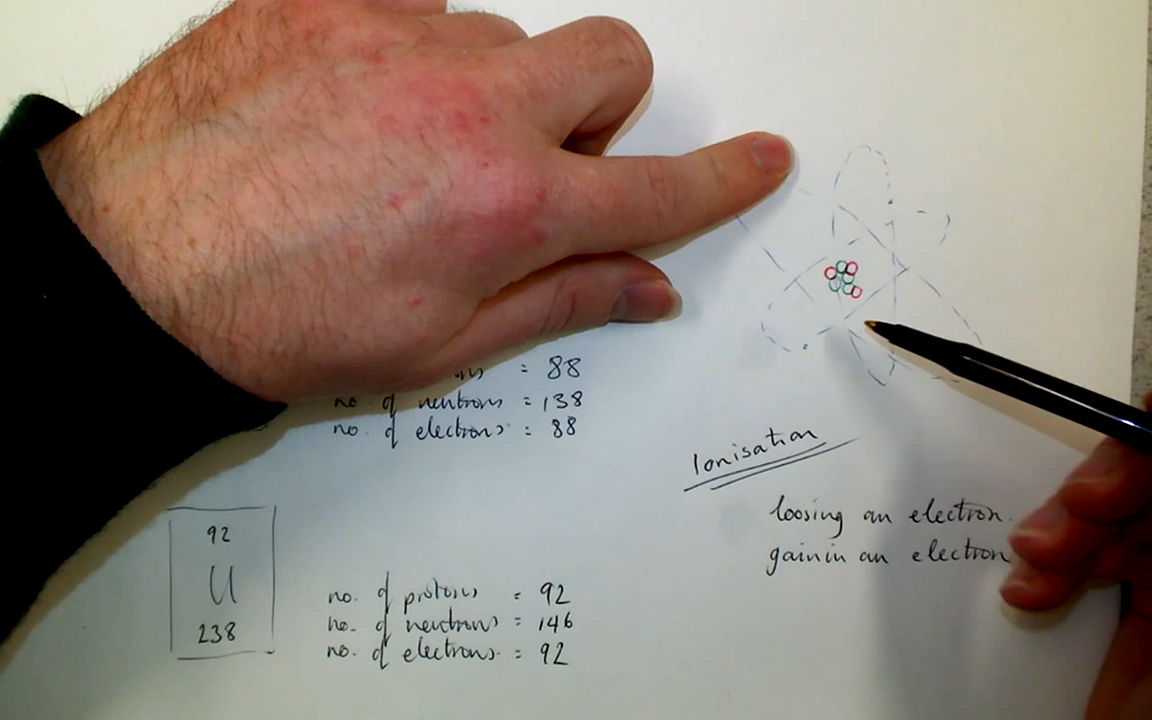 = 88
no. of neutrons = 138
no. of electrons = 88
Ionisation
loosing an electron.
gainin an electron
92
U
238
no. of protons = 92
no. of neutrons = 146
no. of electrons = 92